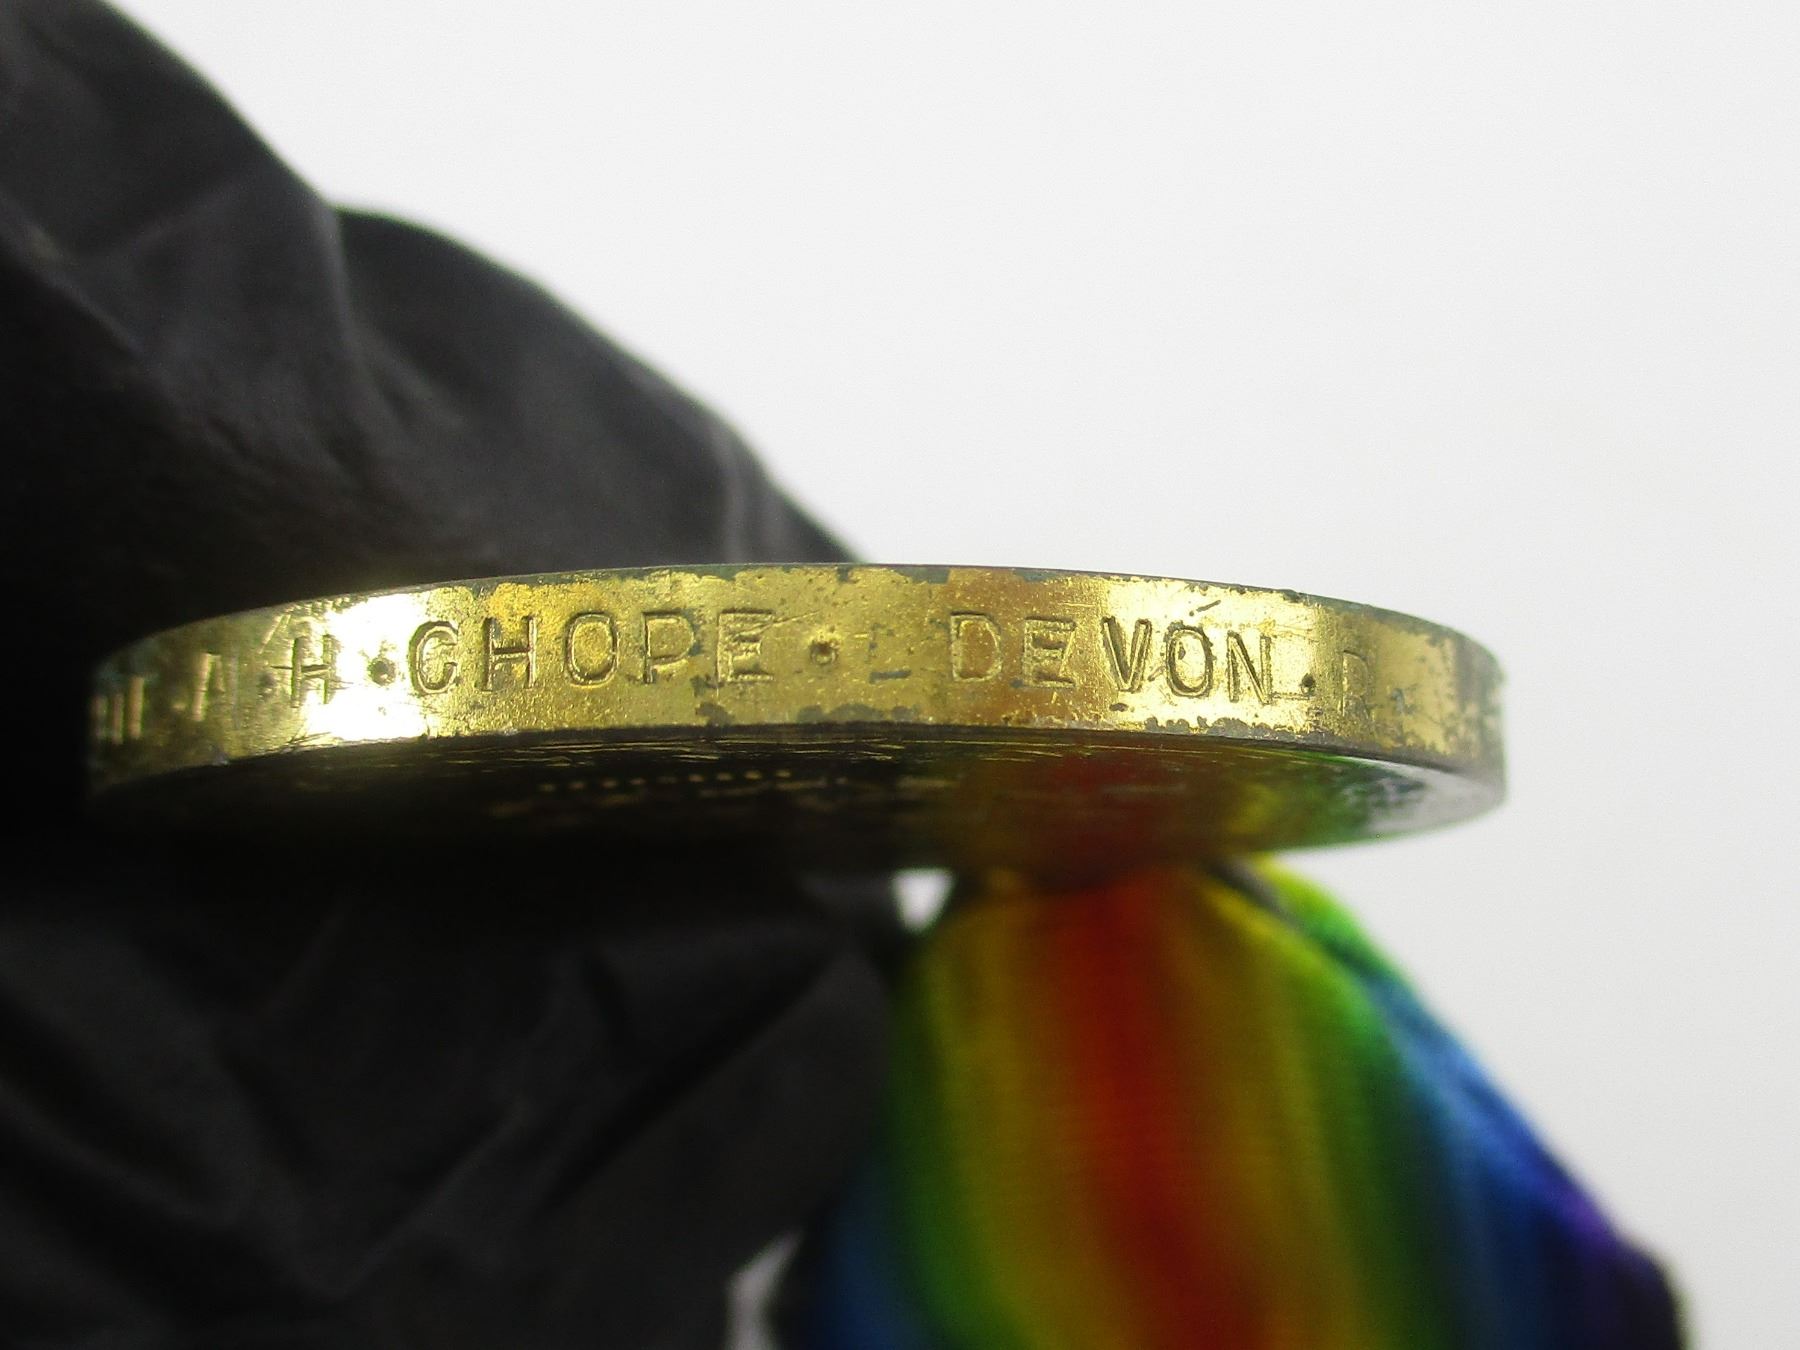 A · H · CHOPE · DEVON · R ·